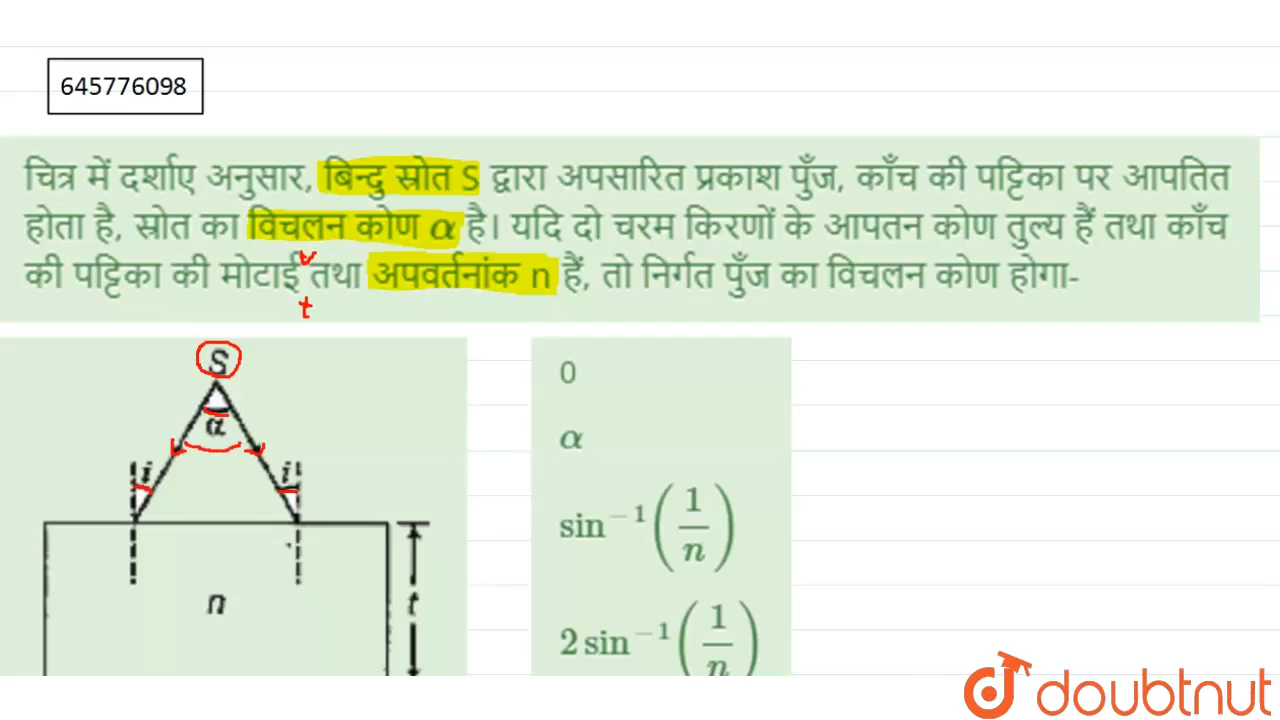 645776098
चित्र में दर्शाए अनुसार, बिन्दु स्रोत S द्वारा अपसारित प्रकाश पुँज, काँच की पट्टिका पर आपतित
होता है, स्रोत का विचलन कोण α है। यदि दो चरम किरणों के आपतन कोण तुल्य हैं तथा काँच
की पट्टिका की मोटाई तथा अपवर्तनांक n हैं, तो निर्गत पुँज का विचलन कोण होगा-
t
S
α
i i
n
t
0
α
sin⁻¹(1/n)
2 sin⁻¹(1/n)
doubtnut